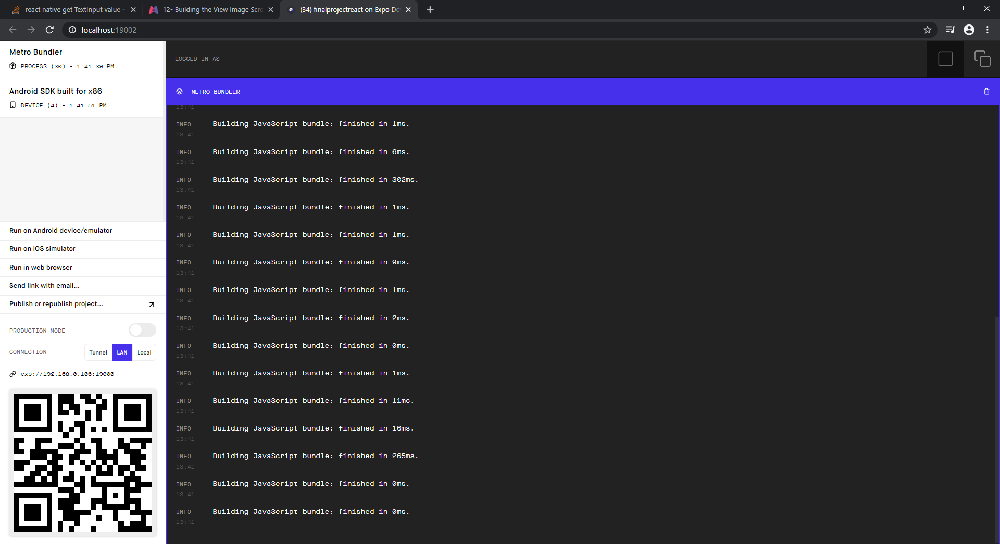 react native get TextInput value -
12- Building the View Image Scre
(34) finalprojectreact on Expo De
localhost:19002
Metro Bundler
PROCESS (30) - 1:41:39 PM
Android SDK built for x86
DEVICE (4) - 1:41:51 PM
Run on Android device/emulator
Run on iOS simulator
Run in web browser
Send link with email...
Publish or republish project...
PRODUCTION MODE
CONNECTION
Tunnel
LAN
Local
exp://192.168.0.106:19000
LOGGED IN AS
METRO BUNDLER
13:41
INFO Building JavaScript bundle: finished in 1ms.
13:41
INFO Building JavaScript bundle: finished in 6ms.
13:41
INFO Building JavaScript bundle: finished in 302ms.
13:41
INFO Building JavaScript bundle: finished in 1ms.
13:41
INFO Building JavaScript bundle: finished in 1ms.
13:41
INFO Building JavaScript bundle: finished in 9ms.
13:41
INFO Building JavaScript bundle: finished in 1ms.
13:41
INFO Building JavaScript bundle: finished in 2ms.
13:41
INFO Building JavaScript bundle: finished in 0ms.
13:41
INFO Building JavaScript bundle: finished in 1ms.
13:41
INFO Building JavaScript bundle: finished in 11ms.
13:41
INFO Building JavaScript bundle: finished in 16ms.
13:41
INFO Building JavaScript bundle: finished in 265ms.
13:41
INFO Building JavaScript bundle: finished in 0ms.
13:41
INFO Building JavaScript bundle: finished in 0ms.
13:41